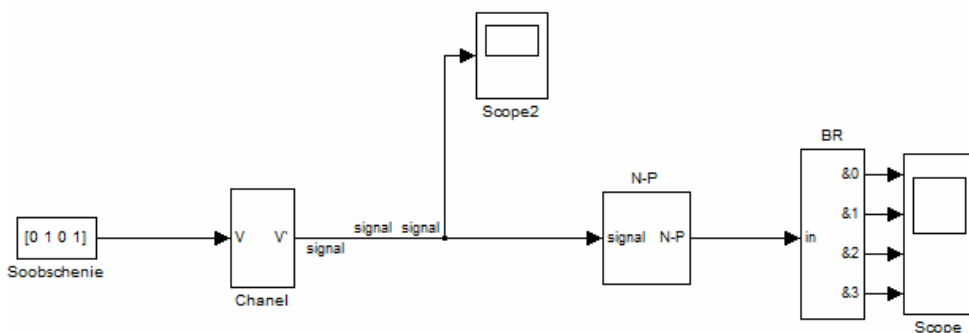 Scope2
BR
N-P
&0
&1
&2
&3
[0 1 0 1]
V V'
signal signal
signal
signal N-P
in
Soobschenie
Chanel
Scope